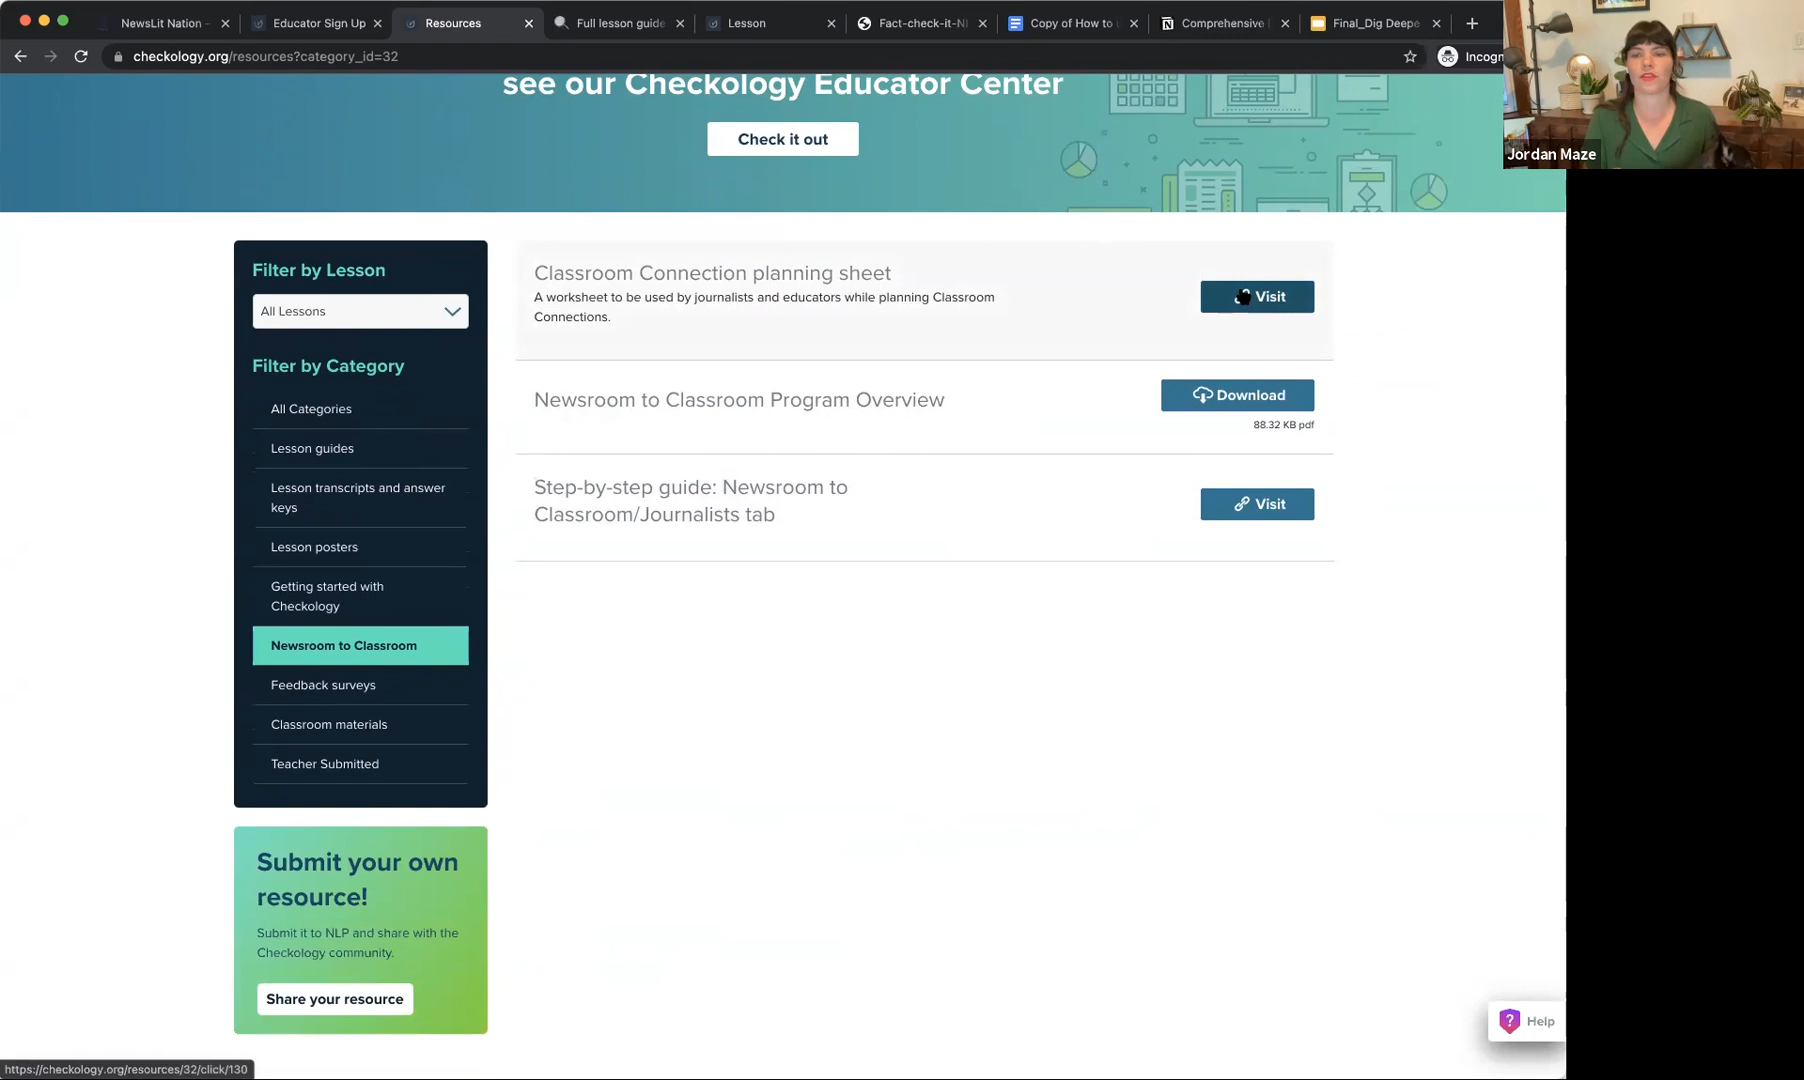 NewsLit Nation -
Educator Sign Up
Resources
Full lesson guide
Lesson
Fact-check-it-NL
Copy of How to u
Comprehensive
Final_Dig Deepe
checkology.org/resources?category_id=32
Incogn
see our Checkology Educator Center
Check it out
Jordan Maze
Filter by Lesson
All Lessons
Filter by Category
All Categories
Lesson guides
Lesson transcripts and answer
keys
Lesson posters
Getting started with
Checkology
Newsroom to Classroom
Feedback surveys
Classroom materials
Teacher Submitted
Classroom Connection planning sheet
A worksheet to be used by journalists and educators while planning Classroom
Connections.
Visit
Newsroom to Classroom Program Overview
Download
88.32 KB pdf
Step-by-step guide: Newsroom to
Classroom/Journalists tab
Visit
Submit your own
resource!
Submit it to NLP and share with the
Checkology community.
Share your resource
Help
https://checkology.org/resources/32/click/130